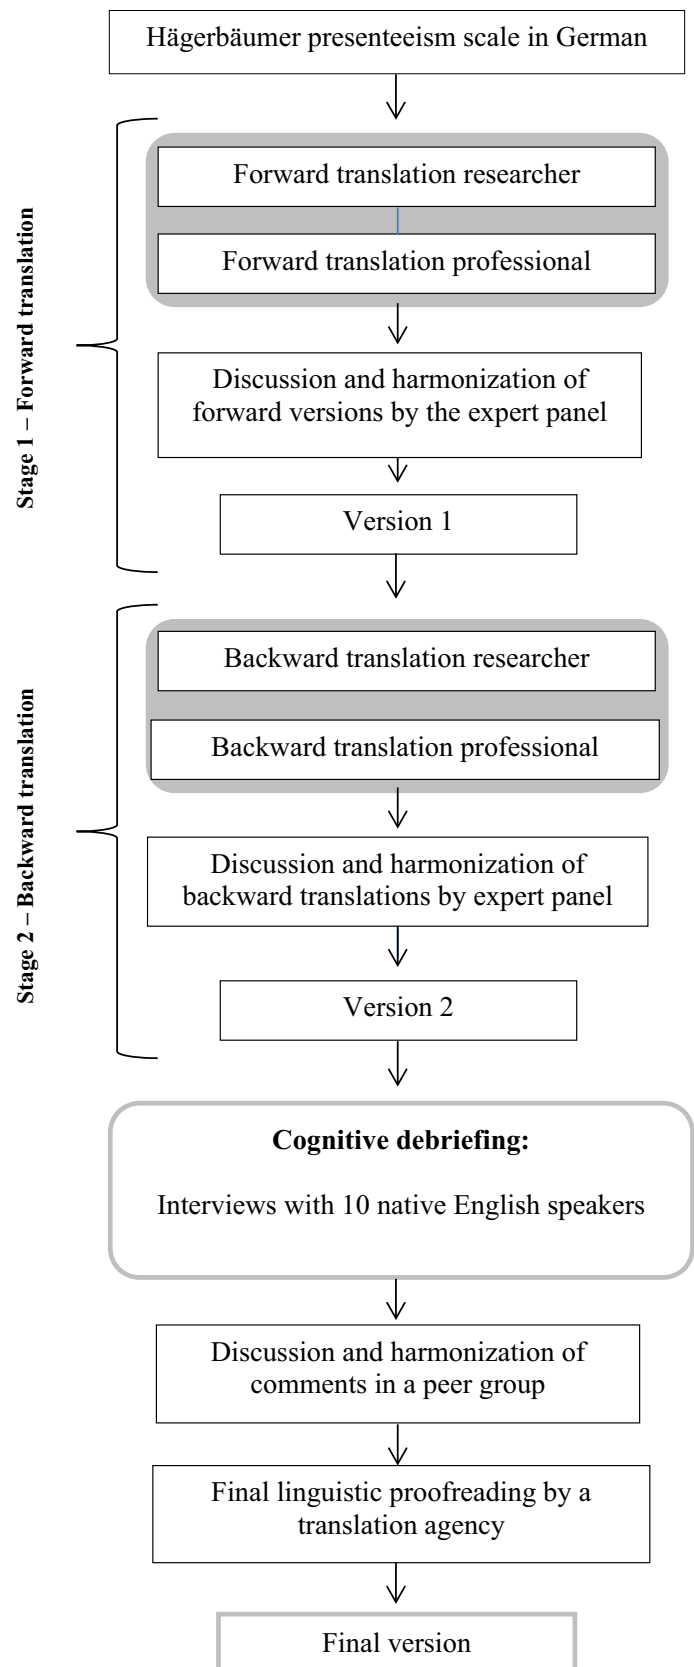 Hägerbäumer presenteeism scale in German
Stage 1 – Forward translation
Forward translation researcher
Forward translation professional
Discussion and harmonization of
forward versions by the expert panel
Version 1
Stage 2 – Backward translation
Backward translation researcher
Backward translation professional
Discussion and harmonization of
backward translations by expert panel
Version 2
Cognitive debriefing:
Interviews with 10 native English speakers
Discussion and harmonization of
comments in a peer group
Final linguistic proofreading by a
translation agency
Final version